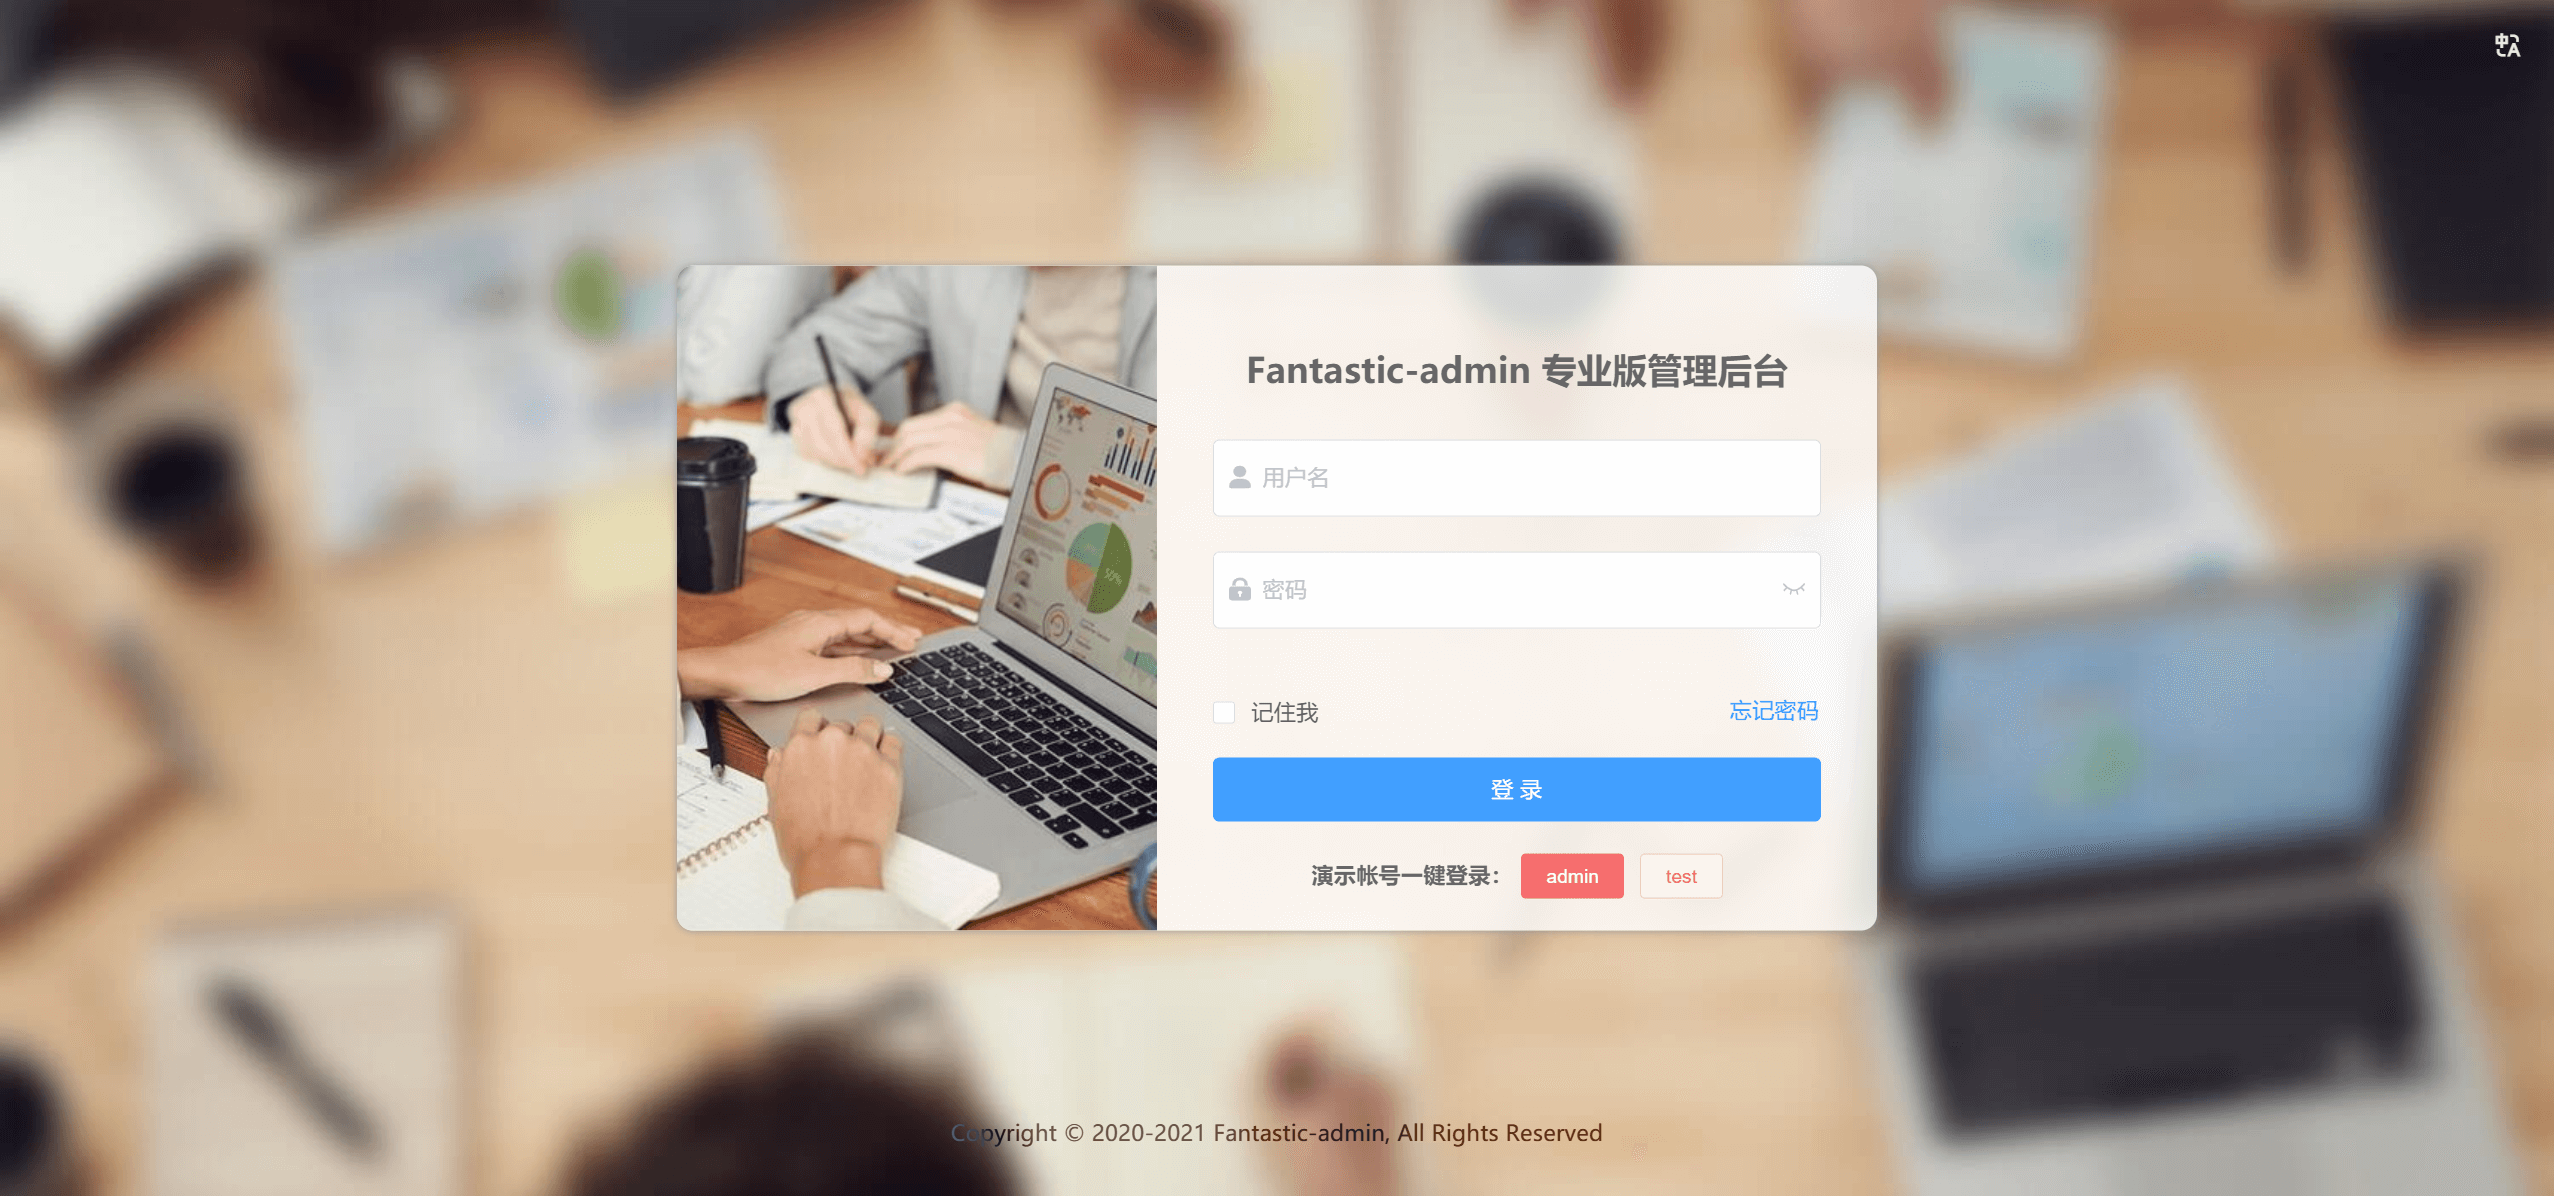 Fantastic-admin 专业版管理后台
用户名
密码
记住我 忘记密码
登 录
演示帐号一键登录： admin test
Copyright © 2020-2021 Fantastic-admin, All Rights Reserved